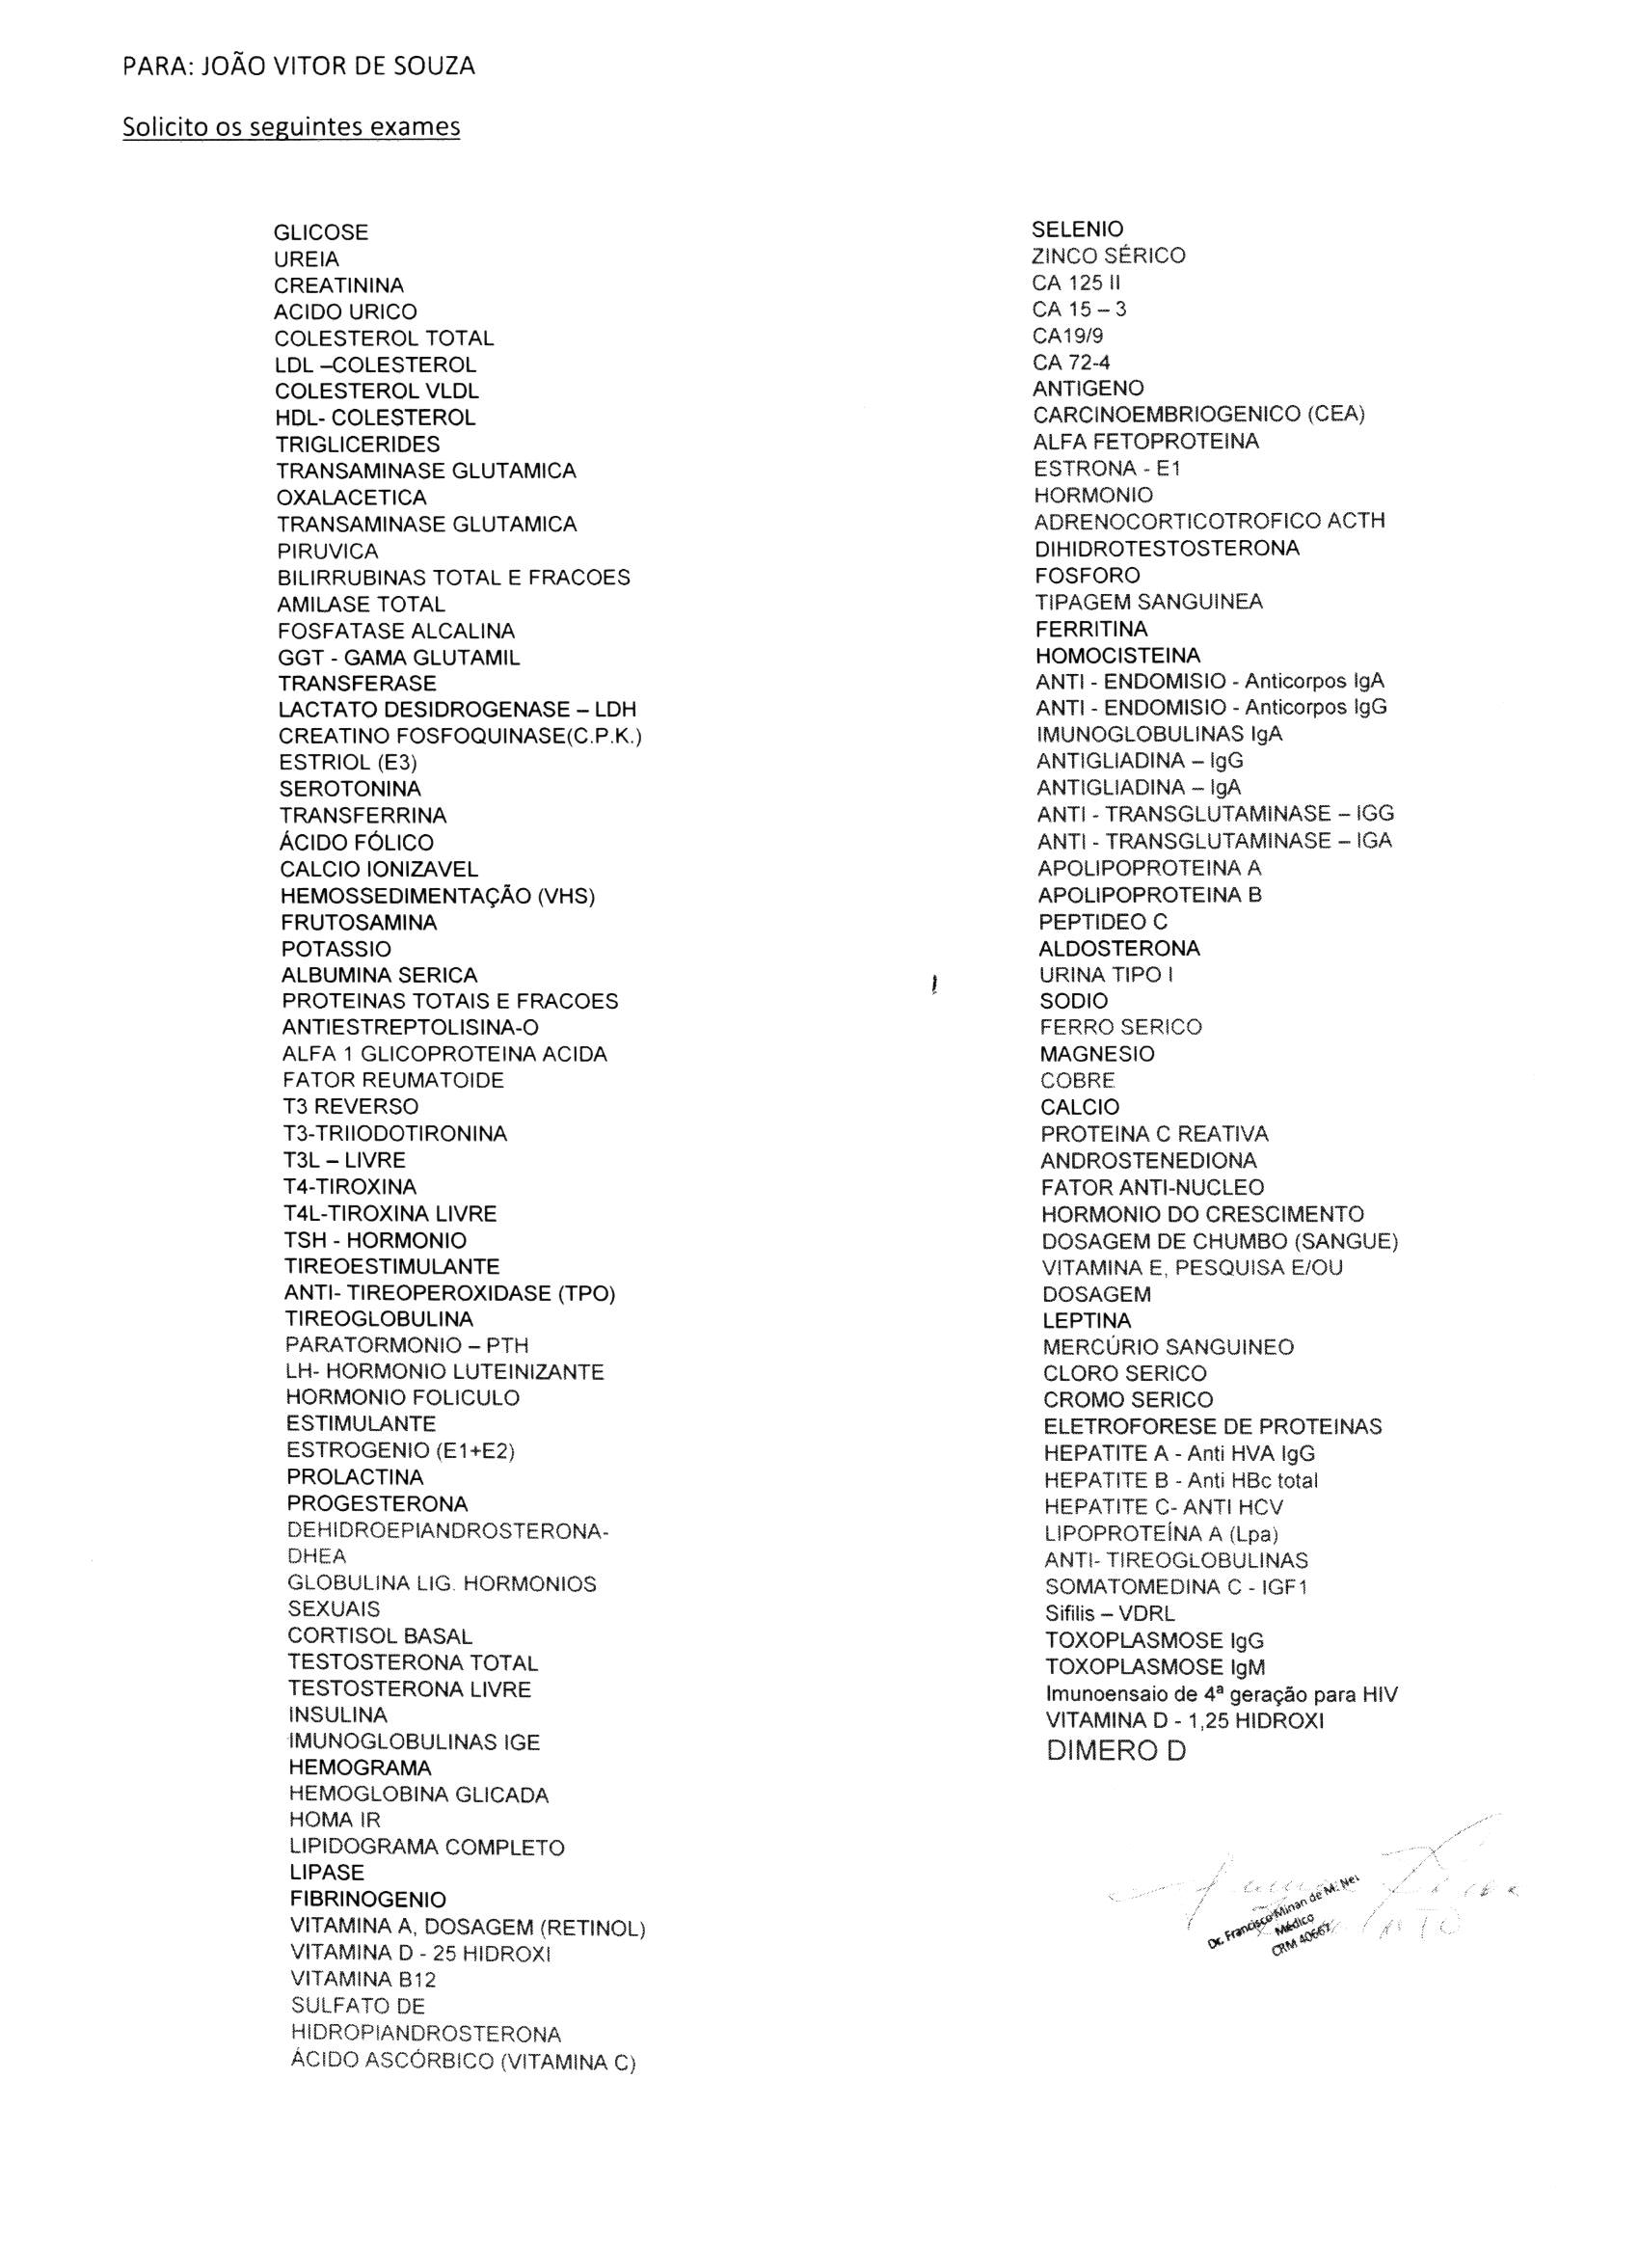 PARA: JOÃO VITOR DE SOUZA
Solicito os seguintes exames
GLICOSE
UREIA
CREATININA
ACIDO URICO
COLESTEROL TOTAL
LDL –COLESTEROL
COLESTEROL VLDL
HDL- COLESTEROL
TRIGLICERIDES
TRANSAMINASE GLUTAMICA
OXALACETICA
TRANSAMINASE GLUTAMICA
PIRUVICA
BILIRRUBINAS TOTAL E FRACOES
AMILASE TOTAL
FOSFATASE ALCALINA
GGT - GAMA GLUTAMIL
TRANSFERASE
LACTATO DESIDROGENASE – LDH
CREATINO FOSFOQUINASE(C.P.K.)
ESTRIOL (E3)
SEROTONINA
TRANSFERRINA
ÁCIDO FÓLICO
CALCIO IONIZAVEL
HEMOSSEDIMENTAÇÃO (VHS)
FRUTOSAMINA
POTASSIO
ALBUMINA SERICA
PROTEINAS TOTAIS E FRACOES
ANTIESTREPTOLISINA-O
ALFA 1 GLICOPROTEINA ACIDA
FATOR REUMATOIDE
T3 REVERSO
T3-TRIIODOTIRONINA
T3L – LIVRE
T4-TIROXINA
T4L-TIROXINA LIVRE
TSH - HORMONIO
TIREOESTIMULANTE
ANTI- TIREOPEROXIDASE (TPO)
TIREOGLOBULINA
PARATORMONIO – PTH
LH- HORMONIO LUTEINIZANTE
HORMONIO FOLICULO
ESTIMULANTE
ESTROGENIO (E1+E2)
PROLACTINA
PROGESTERONA
DEHIDROEPIANDROSTERONA-
DHEA
GLOBULINA LIG. HORMONIOS
SEXUAIS
CORTISOL BASAL
TESTOSTERONA TOTAL
TESTOSTERONA LIVRE
INSULINA
IMUNOGLOBULINAS IGE
HEMOGRAMA
HEMOGLOBINA GLICADA
HOMA IR
LIPIDOGRAMA COMPLETO
LIPASE
FIBRINOGENIO
VITAMINA A, DOSAGEM (RETINOL)
VITAMINA D - 25 HIDROXI
VITAMINA B12
SULFATO DE
HIDROPIANDROSTERONA
ÁCIDO ASCÓRBICO (VITAMINA C)
SELENIO
ZINCO SÉRICO
CA 125 II
CA 15 – 3
CA19/9
CA 72-4
ANTIGENO
CARCINOEMBRIOGENICO (CEA)
ALFA FETOPROTEINA
ESTRONA - E1
HORMONIO
ADRENOCORTICOTROFICO ACTH
DIHIDROTESTOSTERONA
FOSFORO
TIPAGEM SANGUINEA
FERRITINA
HOMOCISTEINA
ANTI - ENDOMISIO - Anticorpos IgA
ANTI - ENDOMISIO - Anticorpos IgG
IMUNOGLOBULINAS IgA
ANTIGLIADINA – IgG
ANTIGLIADINA – IgA
ANTI - TRANSGLUTAMINASE – IGG
ANTI - TRANSGLUTAMINASE – IGA
APOLIPOPROTEINA A
APOLIPOPROTEINA B
PEPTIDEO C
ALDOSTERONA
URINA TIPO I
SODIO
FERRO SERICO
MAGNESIO
COBRE
CALCIO
PROTEINA C REATIVA
ANDROSTENEDIONA
FATOR ANTI-NUCLEO
HORMONIO DO CRESCIMENTO
DOSAGEM DE CHUMBO (SANGUE)
VITAMINA E, PESQUISA E/OU
DOSAGEM
LEPTINA
MERCÚRIO SANGUINEO
CLORO SERICO
CROMO SERICO
ELETROFORESE DE PROTEINAS
HEPATITE A - Anti HVA IgG
HEPATITE B - Anti HBc total
HEPATITE C- ANTI HCV
LIPOPROTEÍNA A (Lpa)
ANTI- TIREOGLOBULINAS
SOMATOMEDINA C - IGF1
Sifilis – VDRL
TOXOPLASMOSE IgG
TOXOPLASMOSE IgM
Imunoensaio de 4ª geração para HIV
VITAMINA D - 1,25 HIDROXI
DIMERO D
Dr. Francisco Minan de M. Net
Médico
CRM 40667